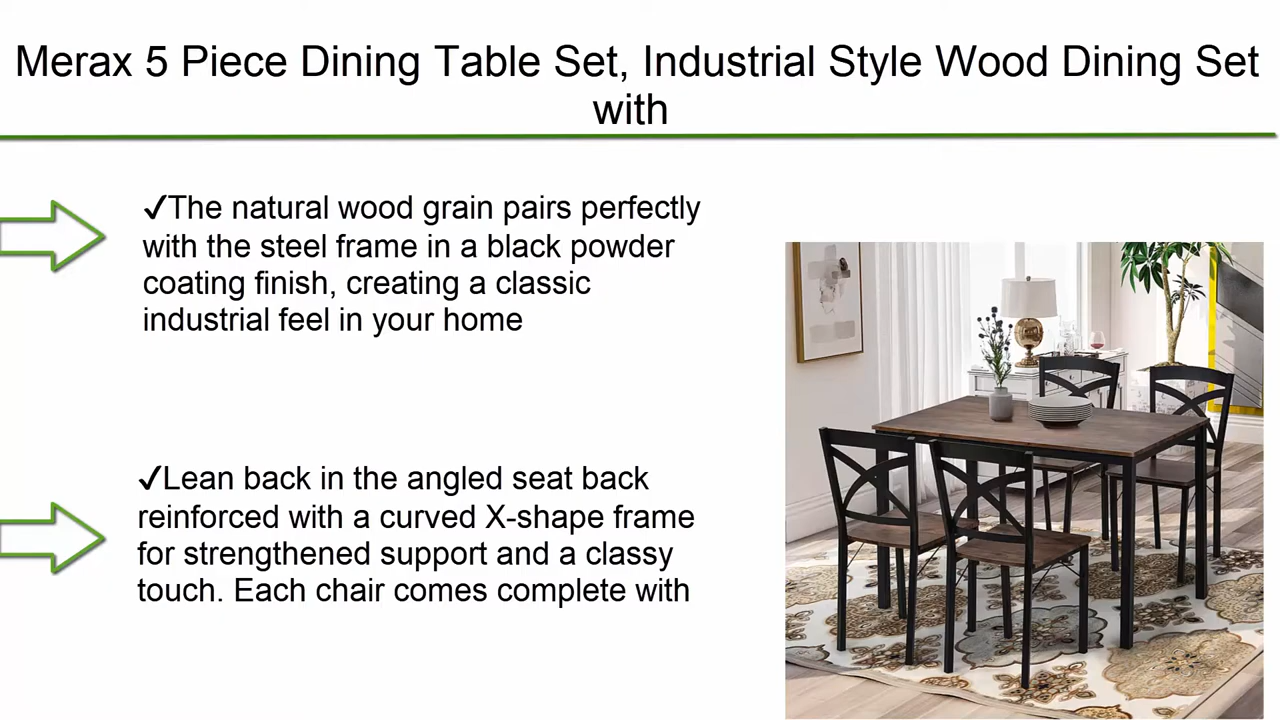 Merax 5 Piece Dining Table Set, Industrial Style Wood Dining Set
with
✓The natural wood grain pairs perfectly
with the steel frame in a black powder
coating finish, creating a classic
industrial feel in your home
✓Lean back in the angled seat back
reinforced with a curved X-shape frame
for strengthened support and a classy
touch. Each chair comes complete with